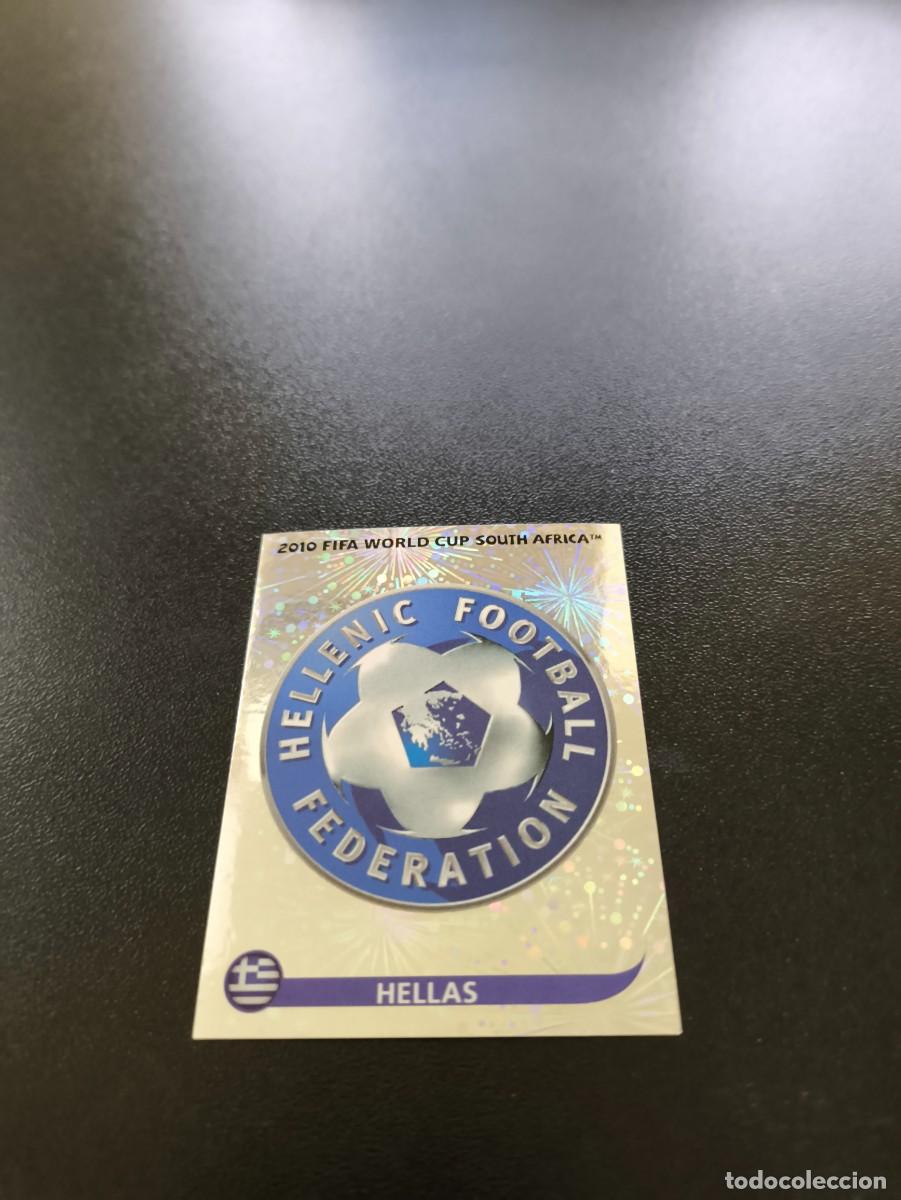 2010 FIFA WORLD CUP SOUTH AFRICA™
HELLENIC FOOTBALL
FEDERATION
HELLAS
todocoleccion